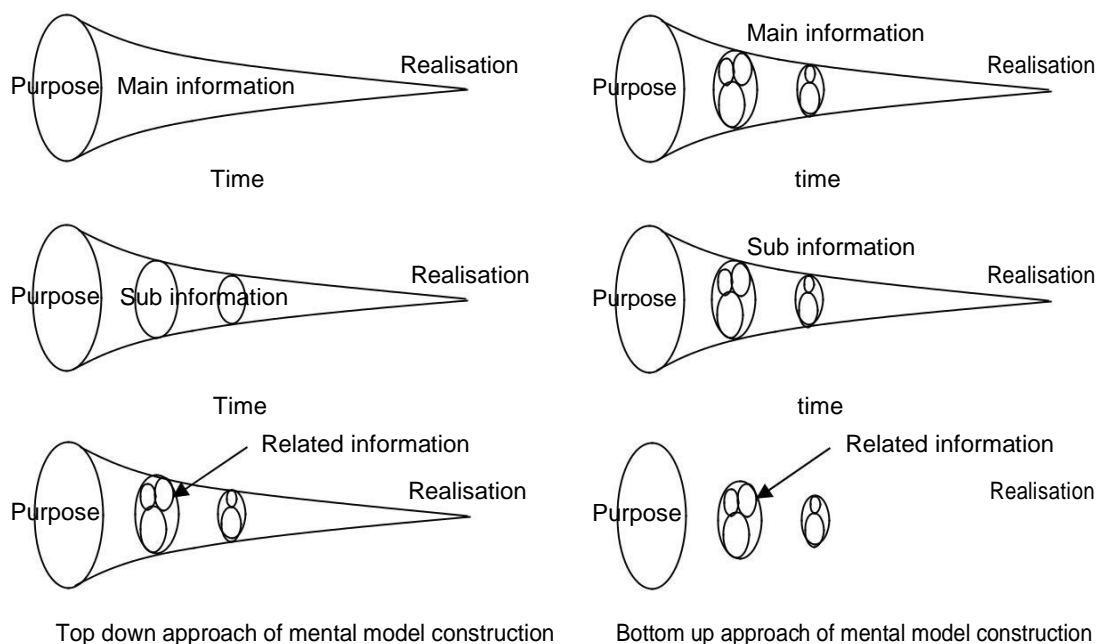 Purpose Main information Realisation
Time
Main information
Purpose Realisation
time
Purpose Sub information Realisation
Time
Sub information
Purpose Realisation
time
Related information
Purpose Realisation
Related information
Purpose Realisation
Top down approach of mental model construction
Bottom up approach of mental model construction